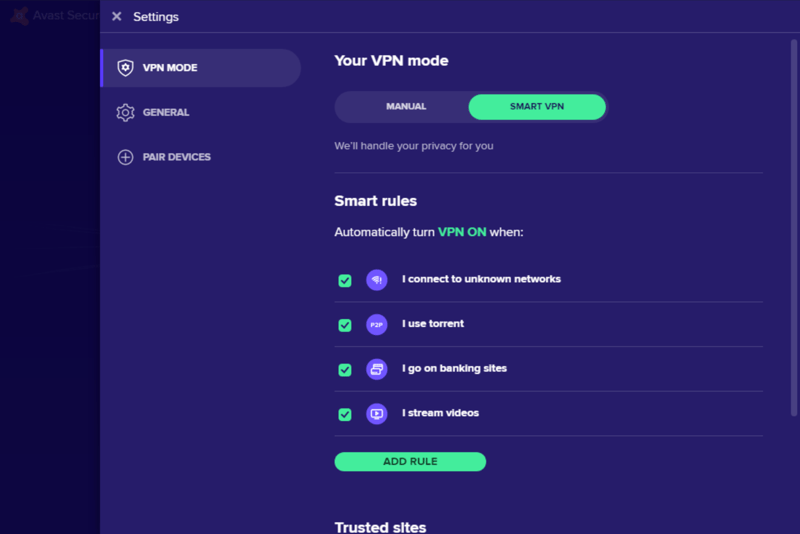 Avast Secur
Settings
VPN MODE
GENERAL
PAIR DEVICES
Your VPN mode
MANUAL
SMART VPN
We'll handle your privacy for you
Smart rules
Automatically turn VPN ON when:
I connect to unknown networks
P2P
I use torrent
I go on banking sites
I stream videos
ADD RULE
Trusted sites